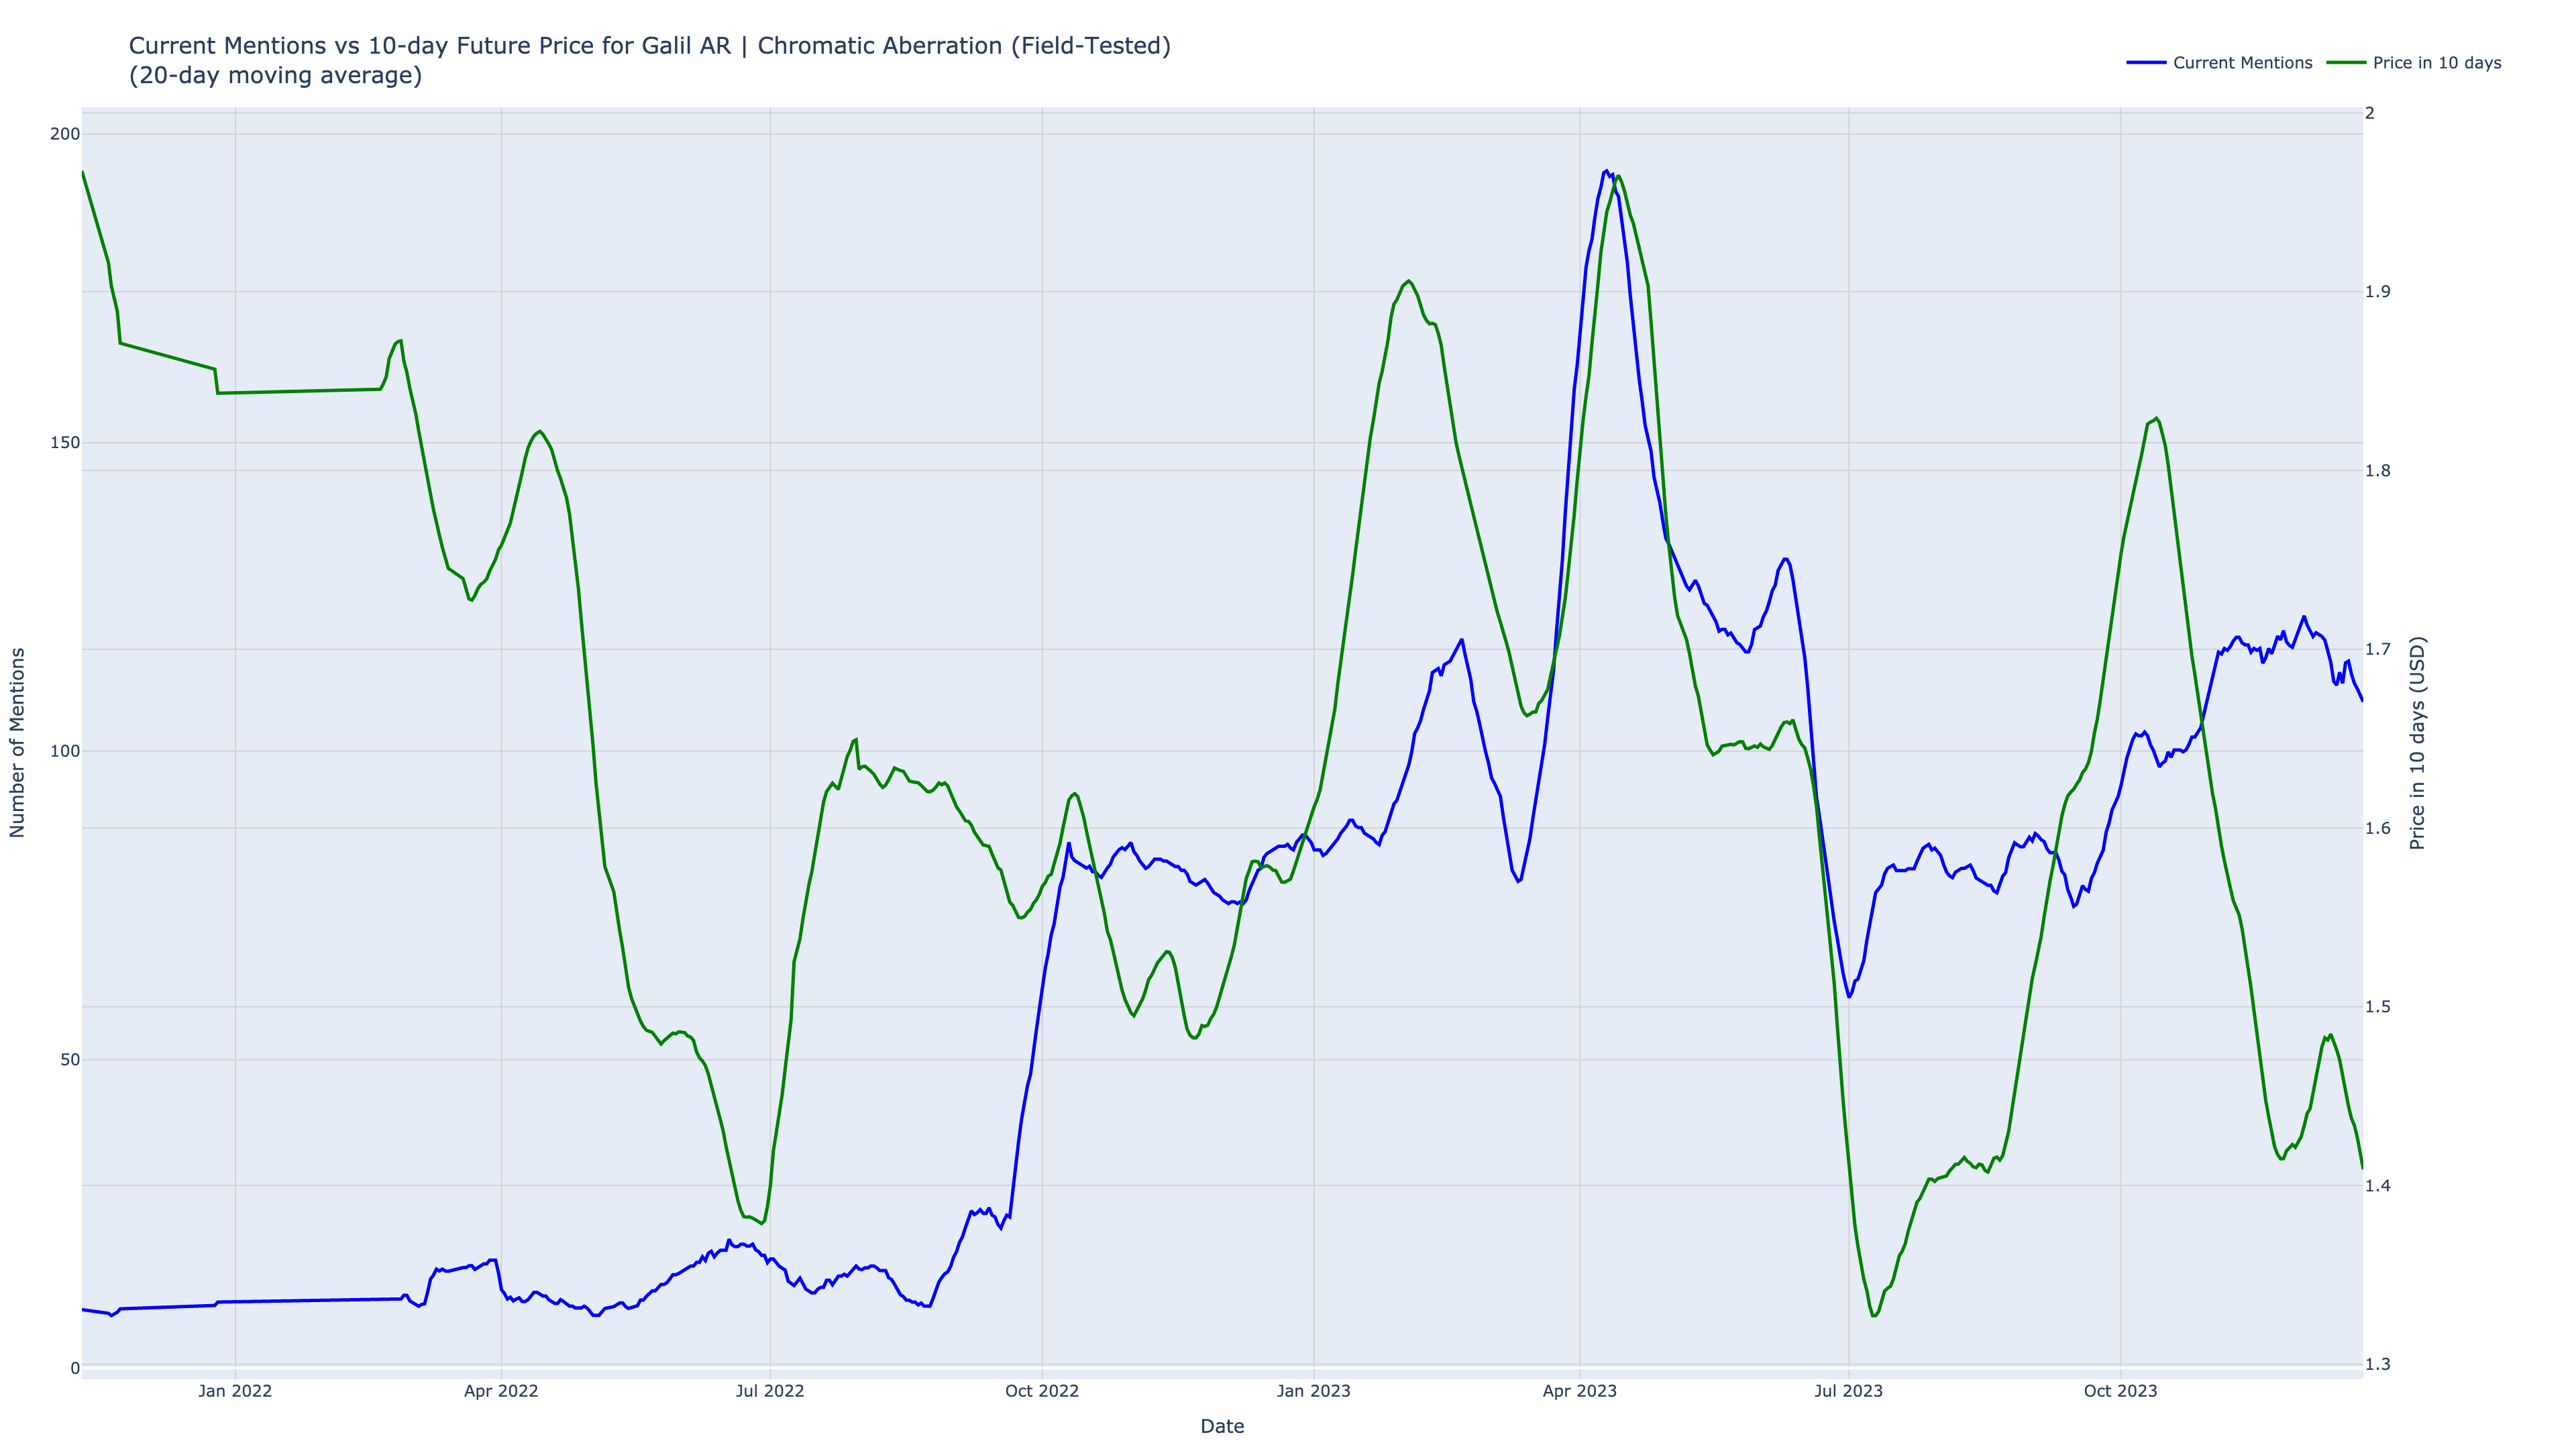 Current Mentions vs 10-day Future Price for Galil AR | Chromatic Aberration (Field-Tested)
(20-day moving average)
Current Mentions
Price in 10 days
200
150
100
50
0
Number of Mentions
2
1.9
1.8
1.7
1.6
1.5
1.4
1.3
Price in 10 days (USD)
Jan 2022
Apr 2022
Jul 2022
Oct 2022
Jan 2023
Apr 2023
Jul 2023
Oct 2023
Date